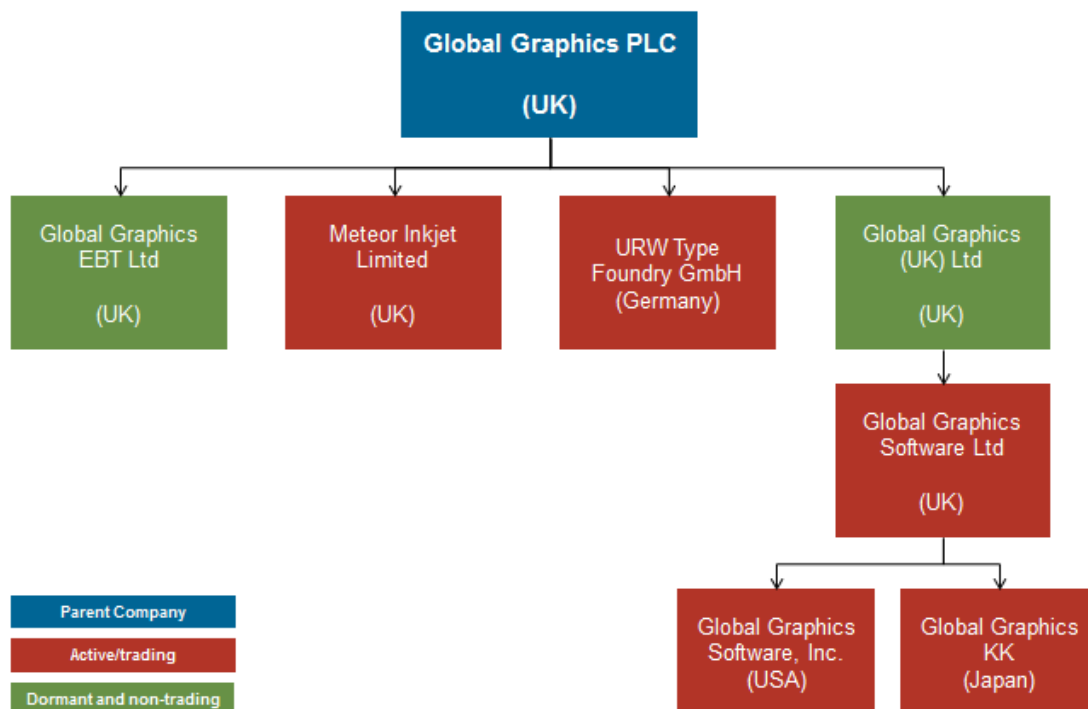 Global Graphics PLC
(UK)
Global Graphics
EBT Ltd
(UK)
Meteor Inkjet
Limited
(UK)
URW Type
Foundry GmbH
(Germany)
Global Graphics
(UK) Ltd
(UK)
Global Graphics
Software Ltd
(UK)
Global Graphics
Software, Inc.
(USA)
Global Graphics
KK
(Japan)
Parent Company
Active/trading
Dormant and non-trading